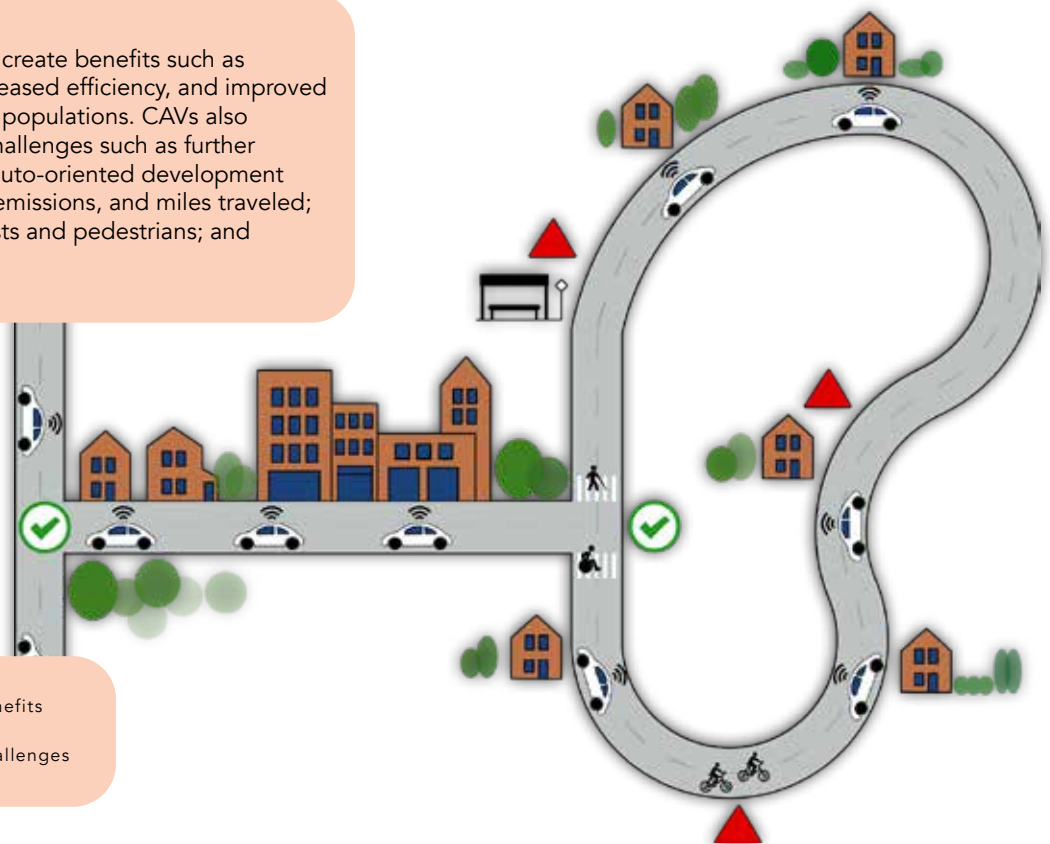 create benefits such as
eased efficiency, and improved
populations. CAVs also
hallenges such as further
uto-oriented development
emissions, and miles traveled;
sts and pedestrians; and
nefits
allenges